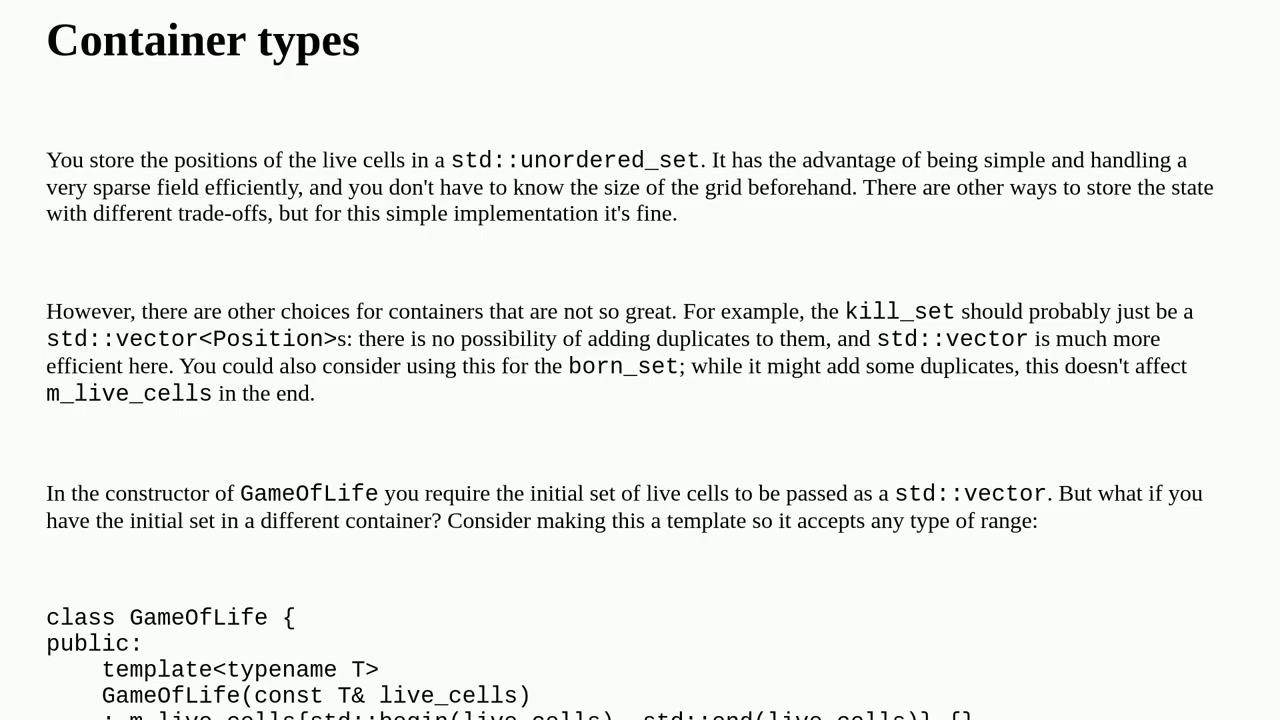 Container types
You store the positions of the live cells in a std::unordered_set. It has the advantage of being simple and handling a
very sparse field efficiently, and you don't have to know the size of the grid beforehand. There are other ways to store the state
with different trade-offs, but for this simple implementation it's fine.
However, there are other choices for containers that are not so great. For example, the kill_set should probably just be a
std::vector<Position>s: there is no possibility of adding duplicates to them, and std::vector is much more
efficient here. You could also consider using this for the born_set; while it might add some duplicates, this doesn't affect
m_live_cells in the end.
In the constructor of GameOfLife you require the initial set of live cells to be passed as a std::vector. But what if you
have the initial set in a different container? Consider making this a template so it accepts any type of range:
class GameOfLife {
public:
    template<typename T>
    GameOfLife(const T& live_cells)
    : m_live_cells{std::begin(live_cells), std::end(live_cells)} {}